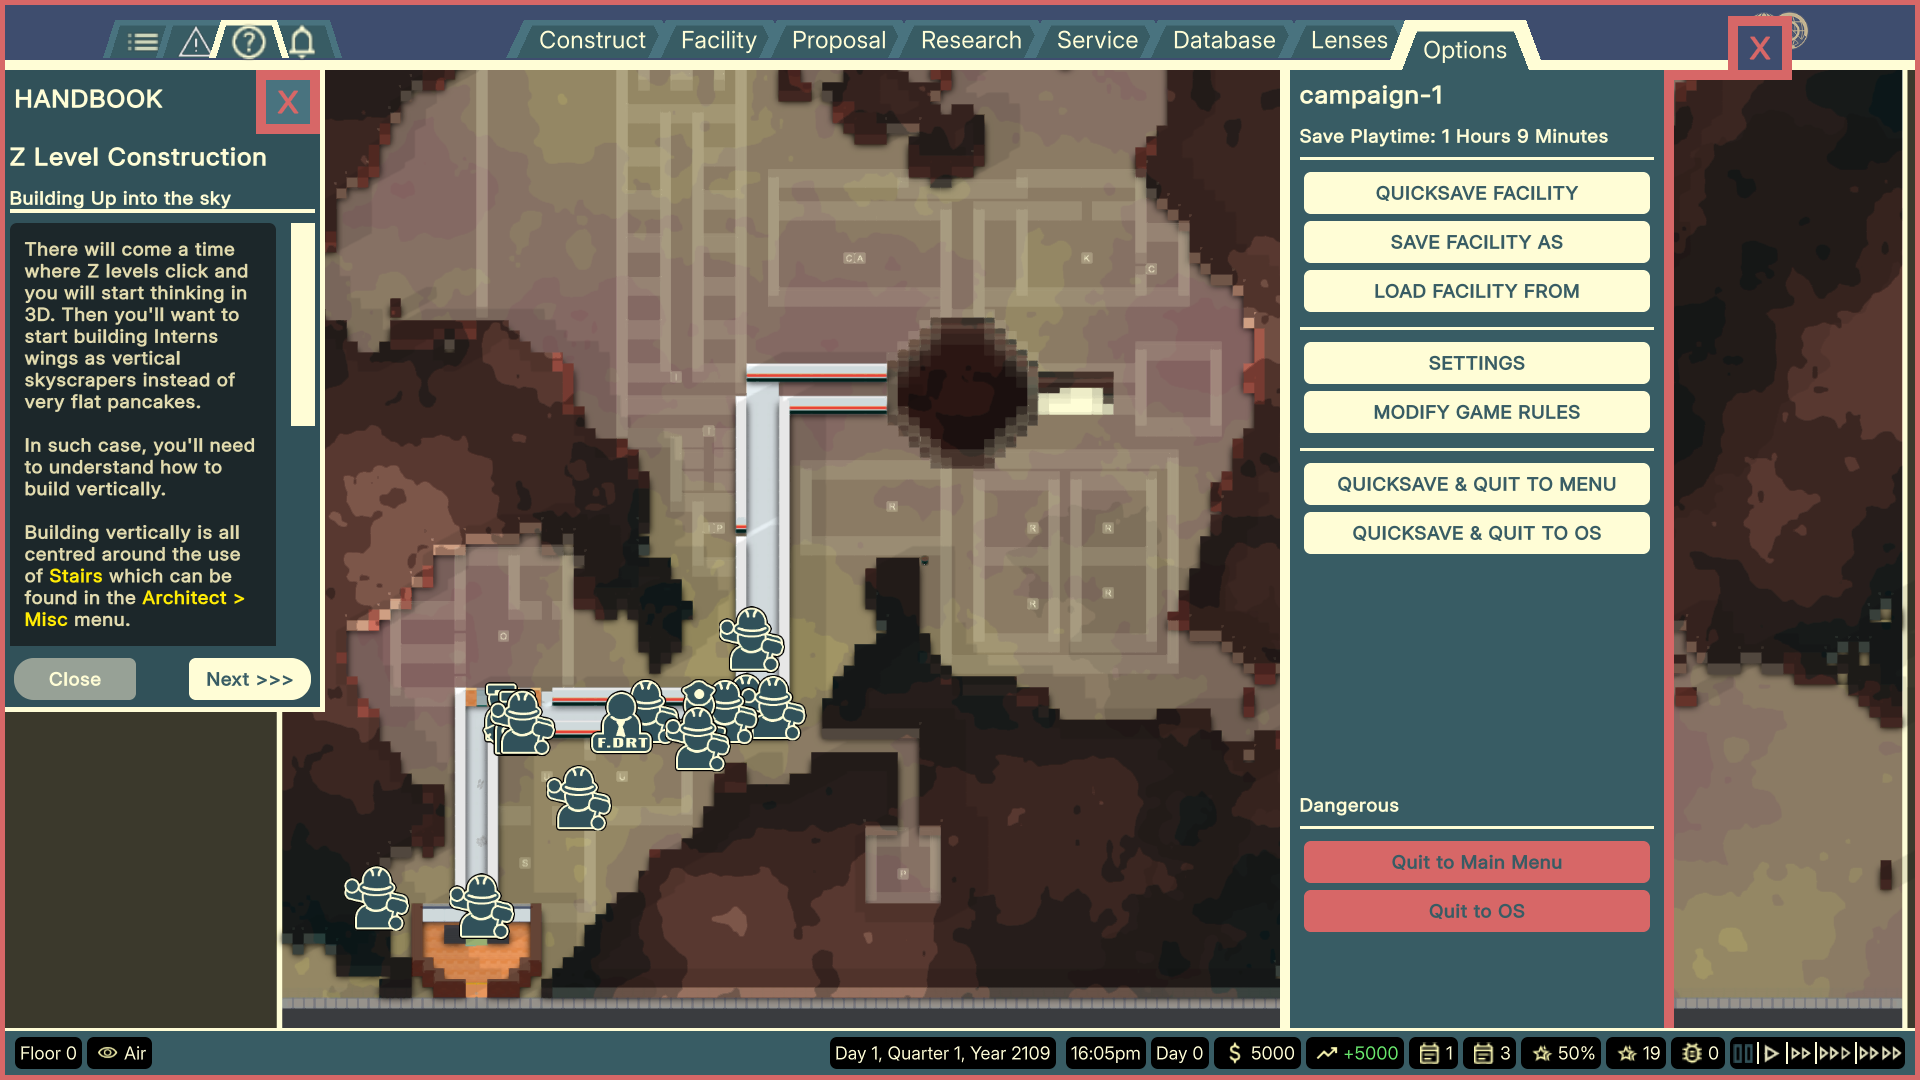 Construct
Facility
Proposal
Research
Service
Database
Lenses
Options
X
HANDBOOK
X
Z Level Construction
Building Up into the sky
There will come a time
where Z levels click and
you will start thinking in
3D. Then you'll want to
start building Interns
wings as vertical
skyscrapers instead of
very flat pancakes.
In such case, you'll need
to understand how to
build vertically.
Building vertically is all
centred around the use
of Stairs which can be
found in the Architect >
Misc menu.
Close
Next >>>
C A
K
C
I
I
P
R
R
R
R
R
O
U
S
P
F.DRT
campaign-1
Save Playtime: 1 Hours 9 Minutes
QUICKSAVE FACILITY
SAVE FACILITY AS
LOAD FACILITY FROM
SETTINGS
MODIFY GAME RULES
QUICKSAVE & QUIT TO MENU
QUICKSAVE & QUIT TO OS
Dangerous
Quit to Main Menu
Quit to OS
Floor 0
Air
Day 1, Quarter 1, Year 2109
16:05pm
Day 0
$ 5000
+5000
1
3
50%
19
0